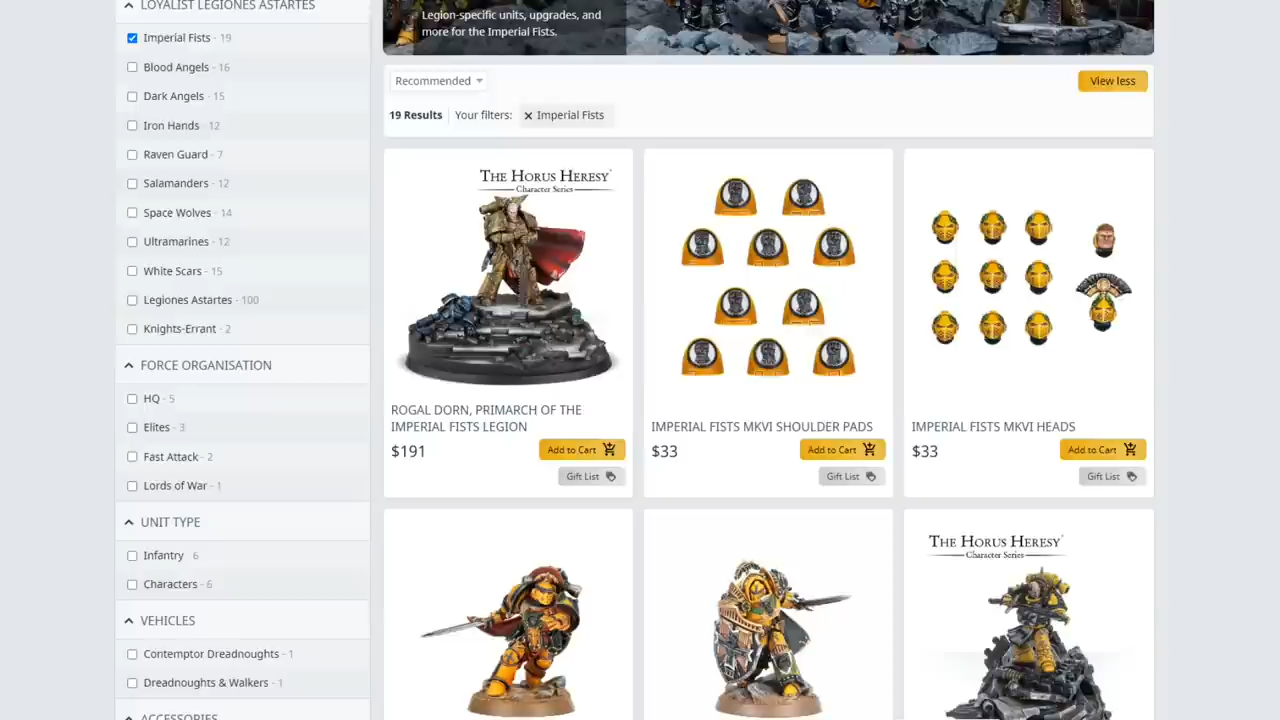 LOYALIST LEGIONES ASTARTES
Imperial Fists - 19
Blood Angels - 16
Dark Angels - 15
Iron Hands - 12
Raven Guard - 7
Salamanders - 12
Space Wolves - 14
Ultramarines - 12
White Scars - 15
Legiones Astartes - 100
Knights-Errant - 2
FORCE ORGANISATION
HQ - 5
Elites - 3
Fast Attack - 2
Lords of War - 1
UNIT TYPE
Infantry 6
Characters - 6
VEHICLES
Contemptor Dreadnoughts - 1
Dreadnoughts & Walkers - 1
ACCESSORIES
Legion-specific units, upgrades, and
more for the Imperial Fists.
Recommended
View less
19 Results Your filters: × Imperial Fists
THE HORUS HERESY
Character Series
ROGAL DORN, PRIMARCH OF THE
IMPERIAL FISTS LEGION
$191
Add to Cart
Gift List
IMPERIAL FISTS MKVI SHOULDER PADS
$33
Add to Cart
Gift List
IMPERIAL FISTS MKVI HEADS
$33
Add to Cart
Gift List
THE HORUS HERESY
Character Series